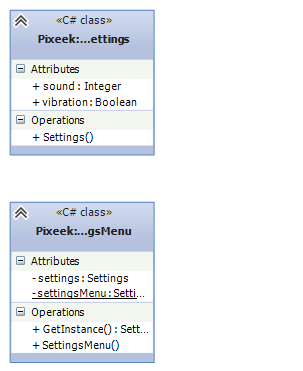 «C# class»
Pixeek:...ettings
Attributes
+ sound : Integer
+ vibration : Boolean
Operations
+ Settings()
«C# class»
Pixeek:...gsMenu
Attributes
- settings : Settings
- settingsMenu : Setti...
Operations
+ GetInstance() : Sett...
+ SettingsMenu()